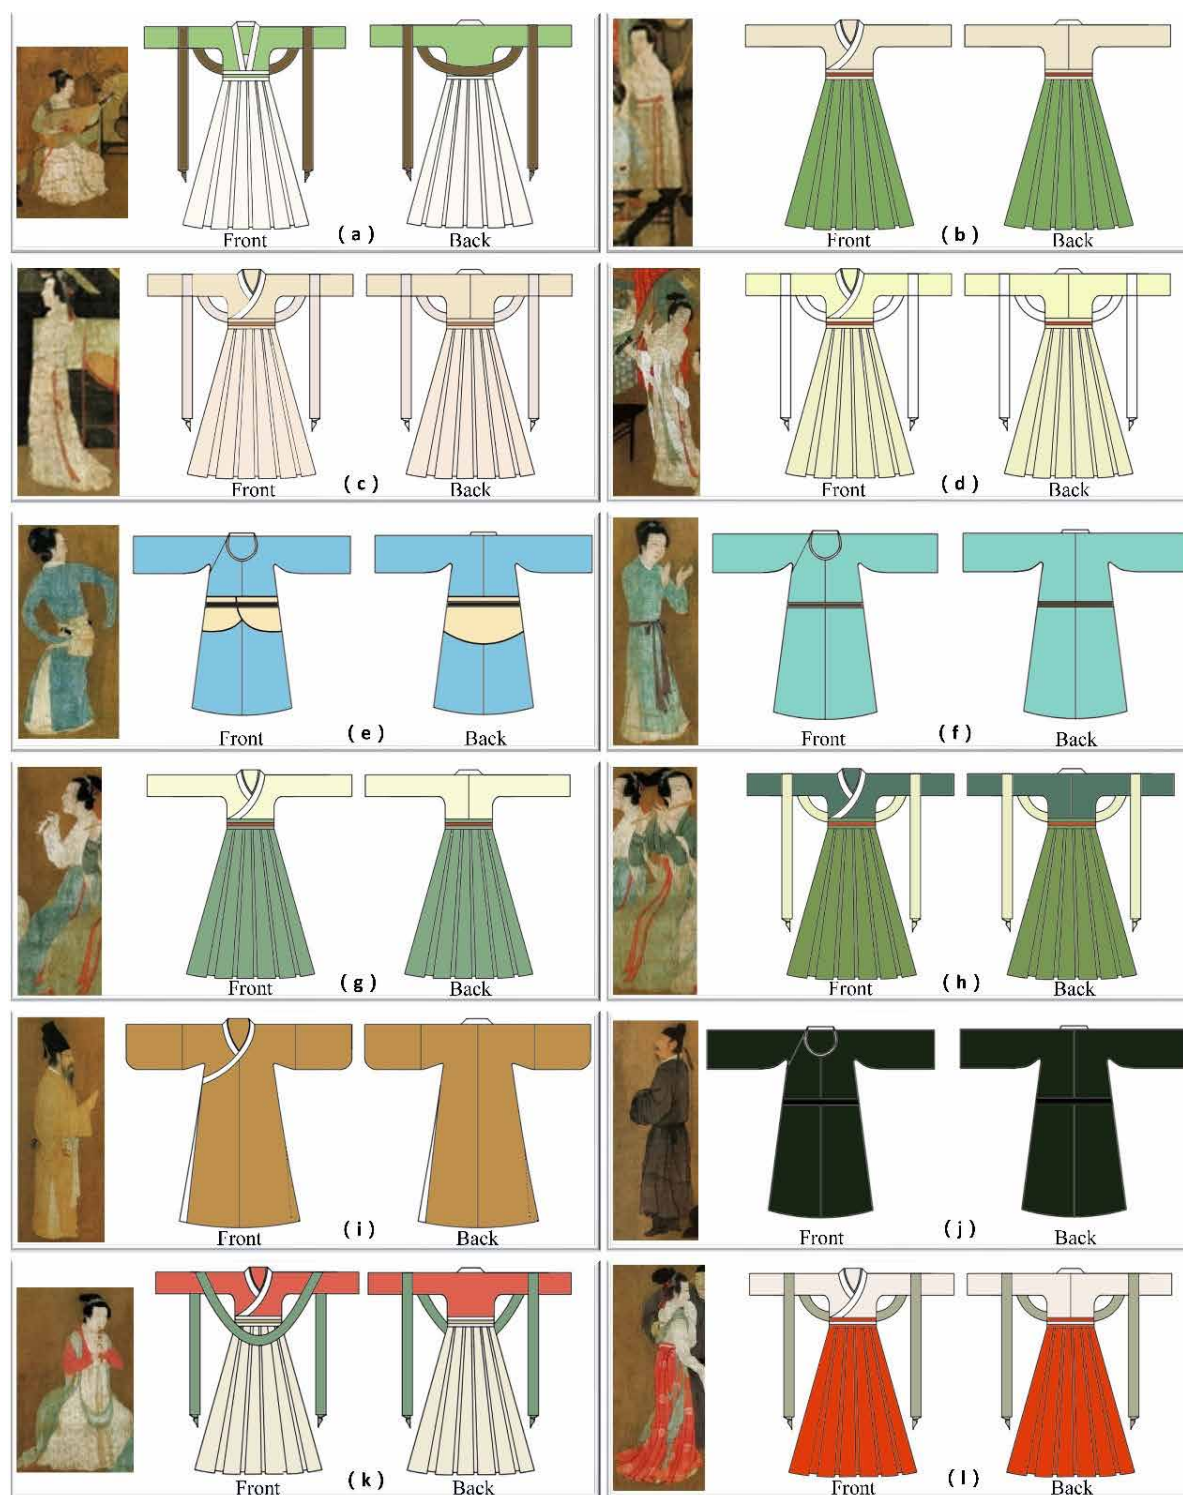 Front (a) Back
Front (b) Back
Front (c) Back
Front (d) Back
Front (e) Back
Front (f) Back
Front (g) Back
Front (h) Back
Front (i) Back
Front (j) Back
Front (k) Back
Front (l) Back